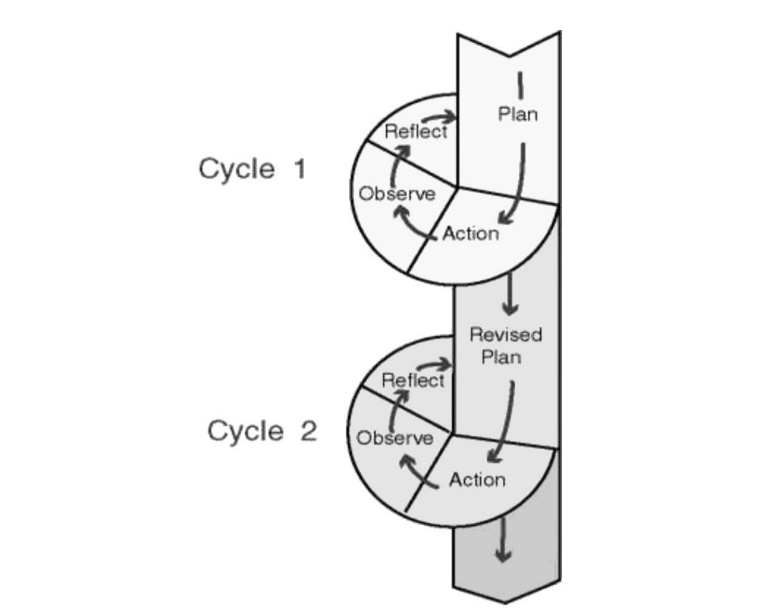 Plan
Reflect
Cycle 1
Observe
Action
Revised
Plan
Reflect
Cycle 2
Observe
Action